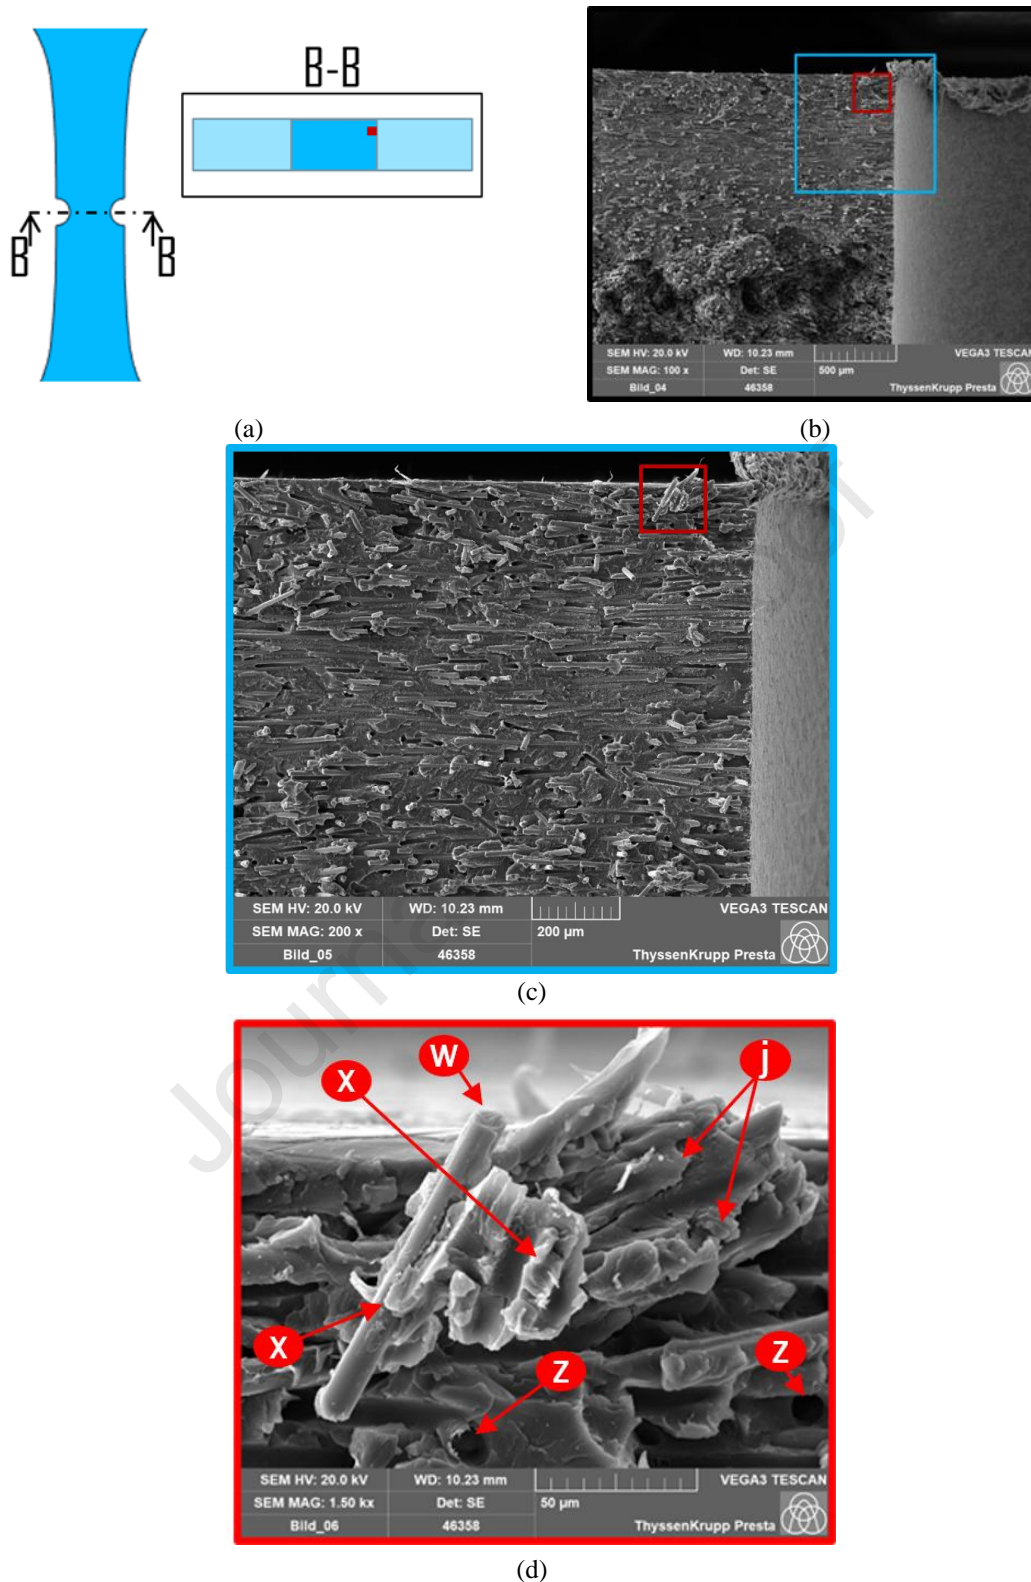 B-B
B B
SEM HV: 20.0 kV WD: 10.23 mm VEGA3 TESCAN
SEM MAG: 100 x Det: SE 500 µm
Bild_04 46358 ThyssenKrupp Presta
(a) (b)
SEM HV: 20.0 kV WD: 10.23 mm VEGA3 TESCAN
SEM MAG: 200 x Det: SE 200 µm
Bild_05 46358 ThyssenKrupp Presta
(c)
W
X
j
X
Z
Z
SEM HV: 20.0 kV WD: 10.23 mm VEGA3 TESCAN
SEM MAG: 1.50 kx Det: SE 50 µm
Bild_06 46358 ThyssenKrupp Presta
(d)